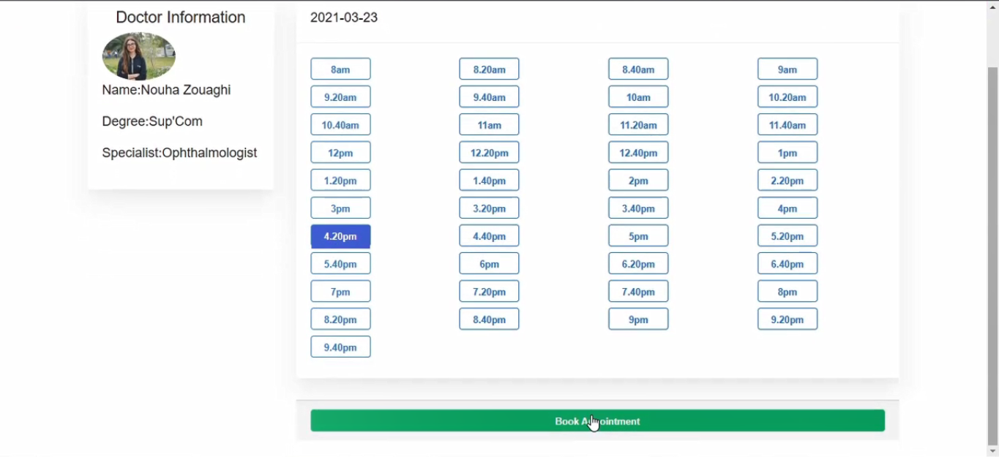 Doctor Information
Name:Nouha Zouaghi
Degree:Sup'Com
Specialist:Ophthalmologist
2021-03-23
8am 8.20am 8.40am 9am
9.20am 9.40am 10am 10.20am
10.40am 11am 11.20am 11.40am
12pm 12.20pm 12.40pm 1pm
1.20pm 1.40pm 2pm 2.20pm
3pm 3.20pm 3.40pm 4pm
4.20pm 4.40pm 5pm 5.20pm
5.40pm 6pm 6.20pm 6.40pm
7pm 7.20pm 7.40pm 8pm
8.20pm 8.40pm 9pm 9.20pm
9.40pm
Book Appointment